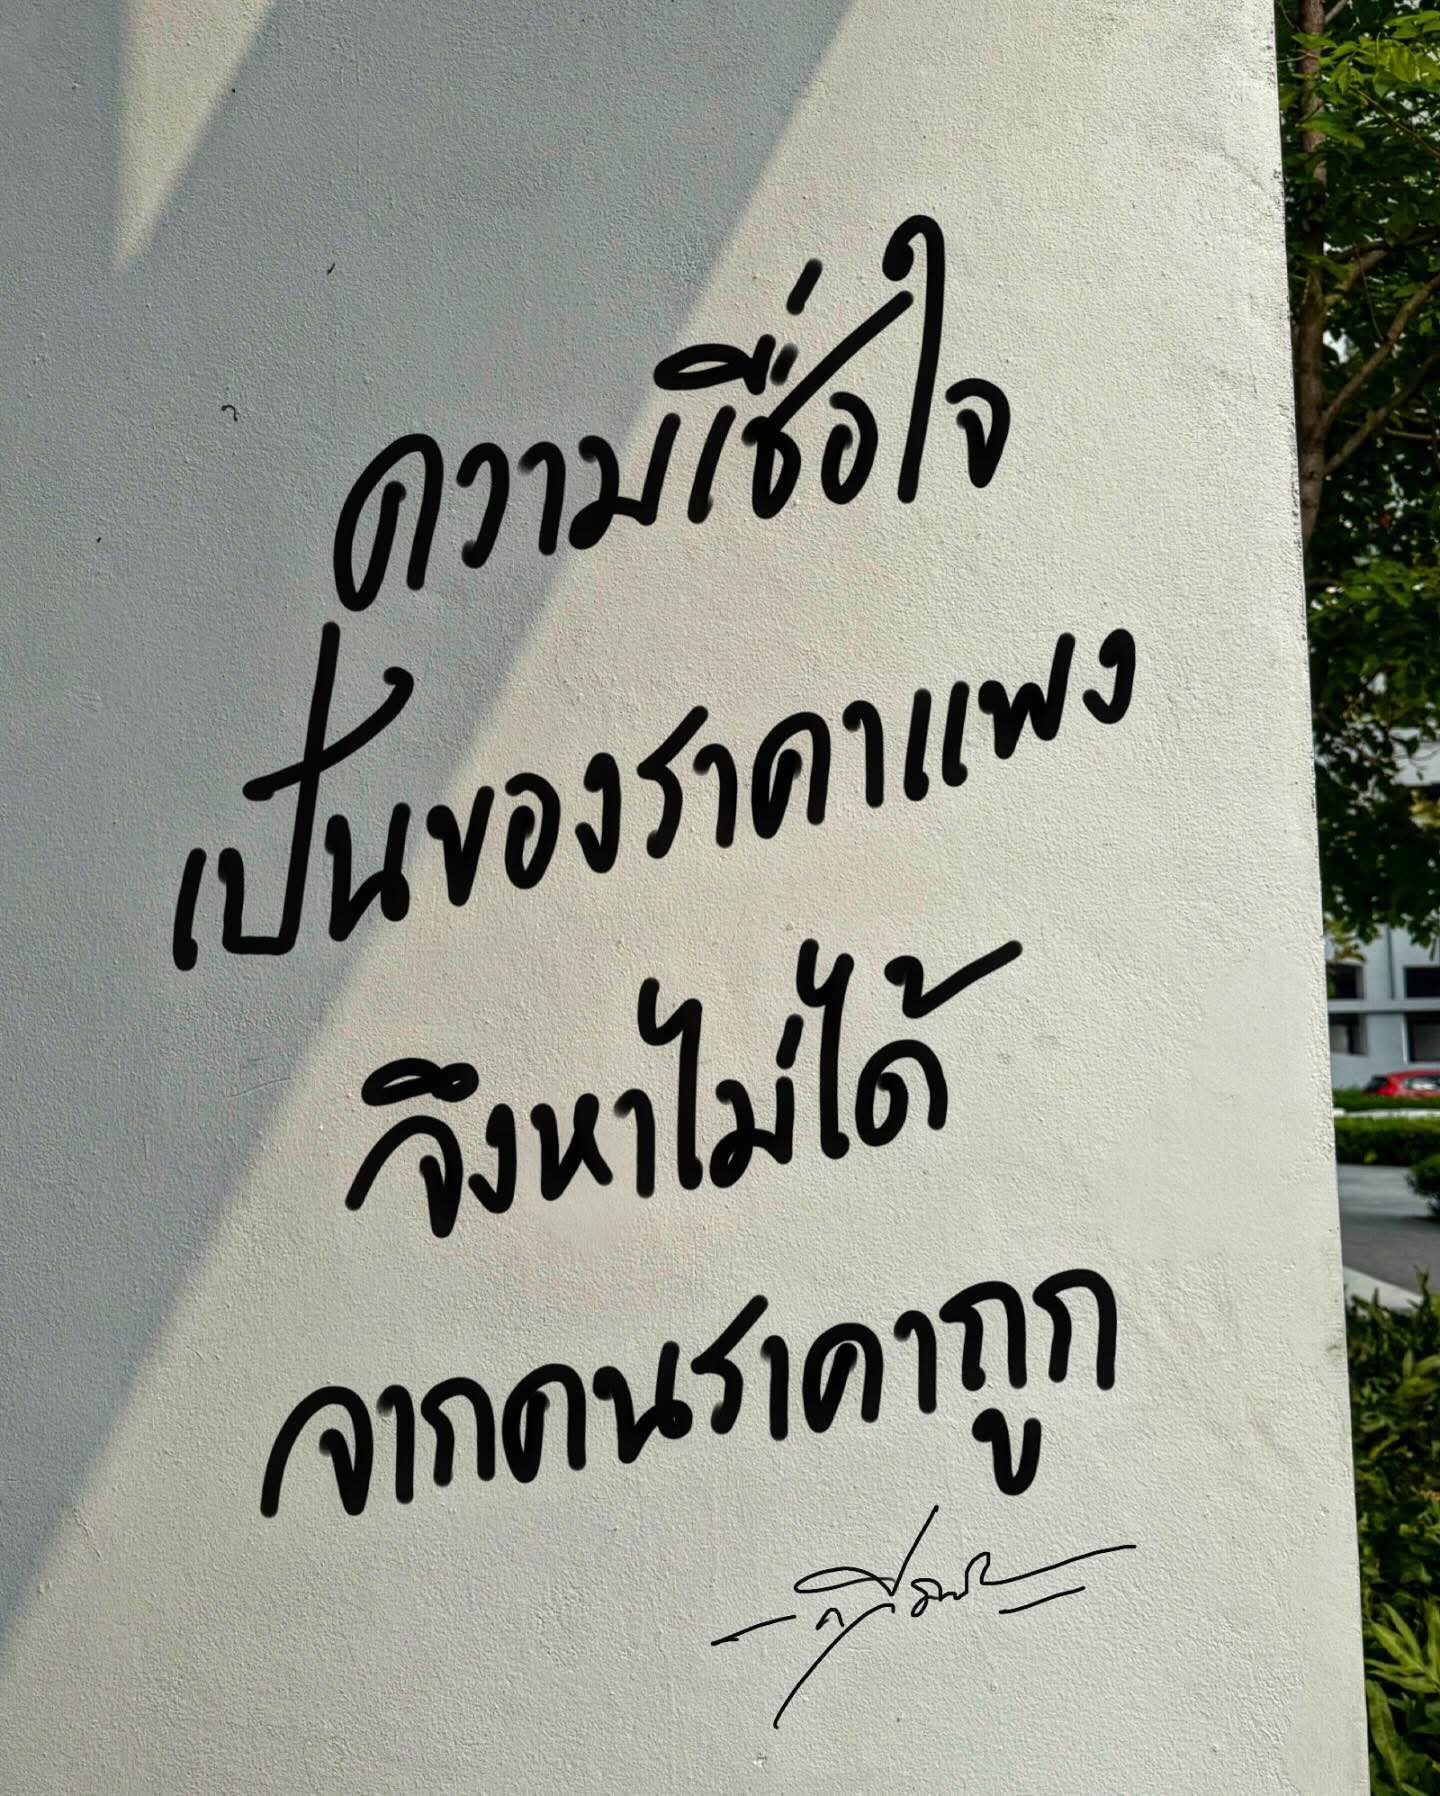 ความเชื่อใจ
เป็นของราคาแพง
จึงหาไม่ได้
จากคนราคาถูก